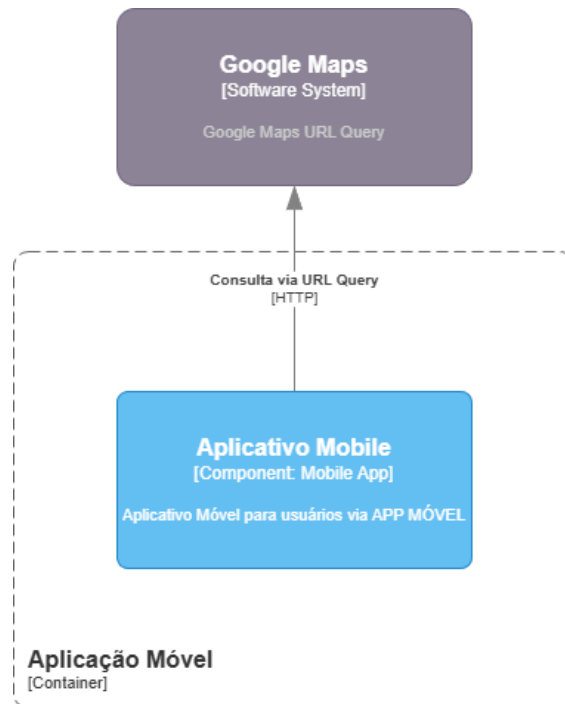 Google Maps
[Software System]
Google Maps URL Query
Consulta via URL Query
[HTTP]
Aplicativo Mobile
[Component: Mobile App]
Aplicativo Móvel para usuários via APP MÓVEL
Aplicação Móvel
[Container]